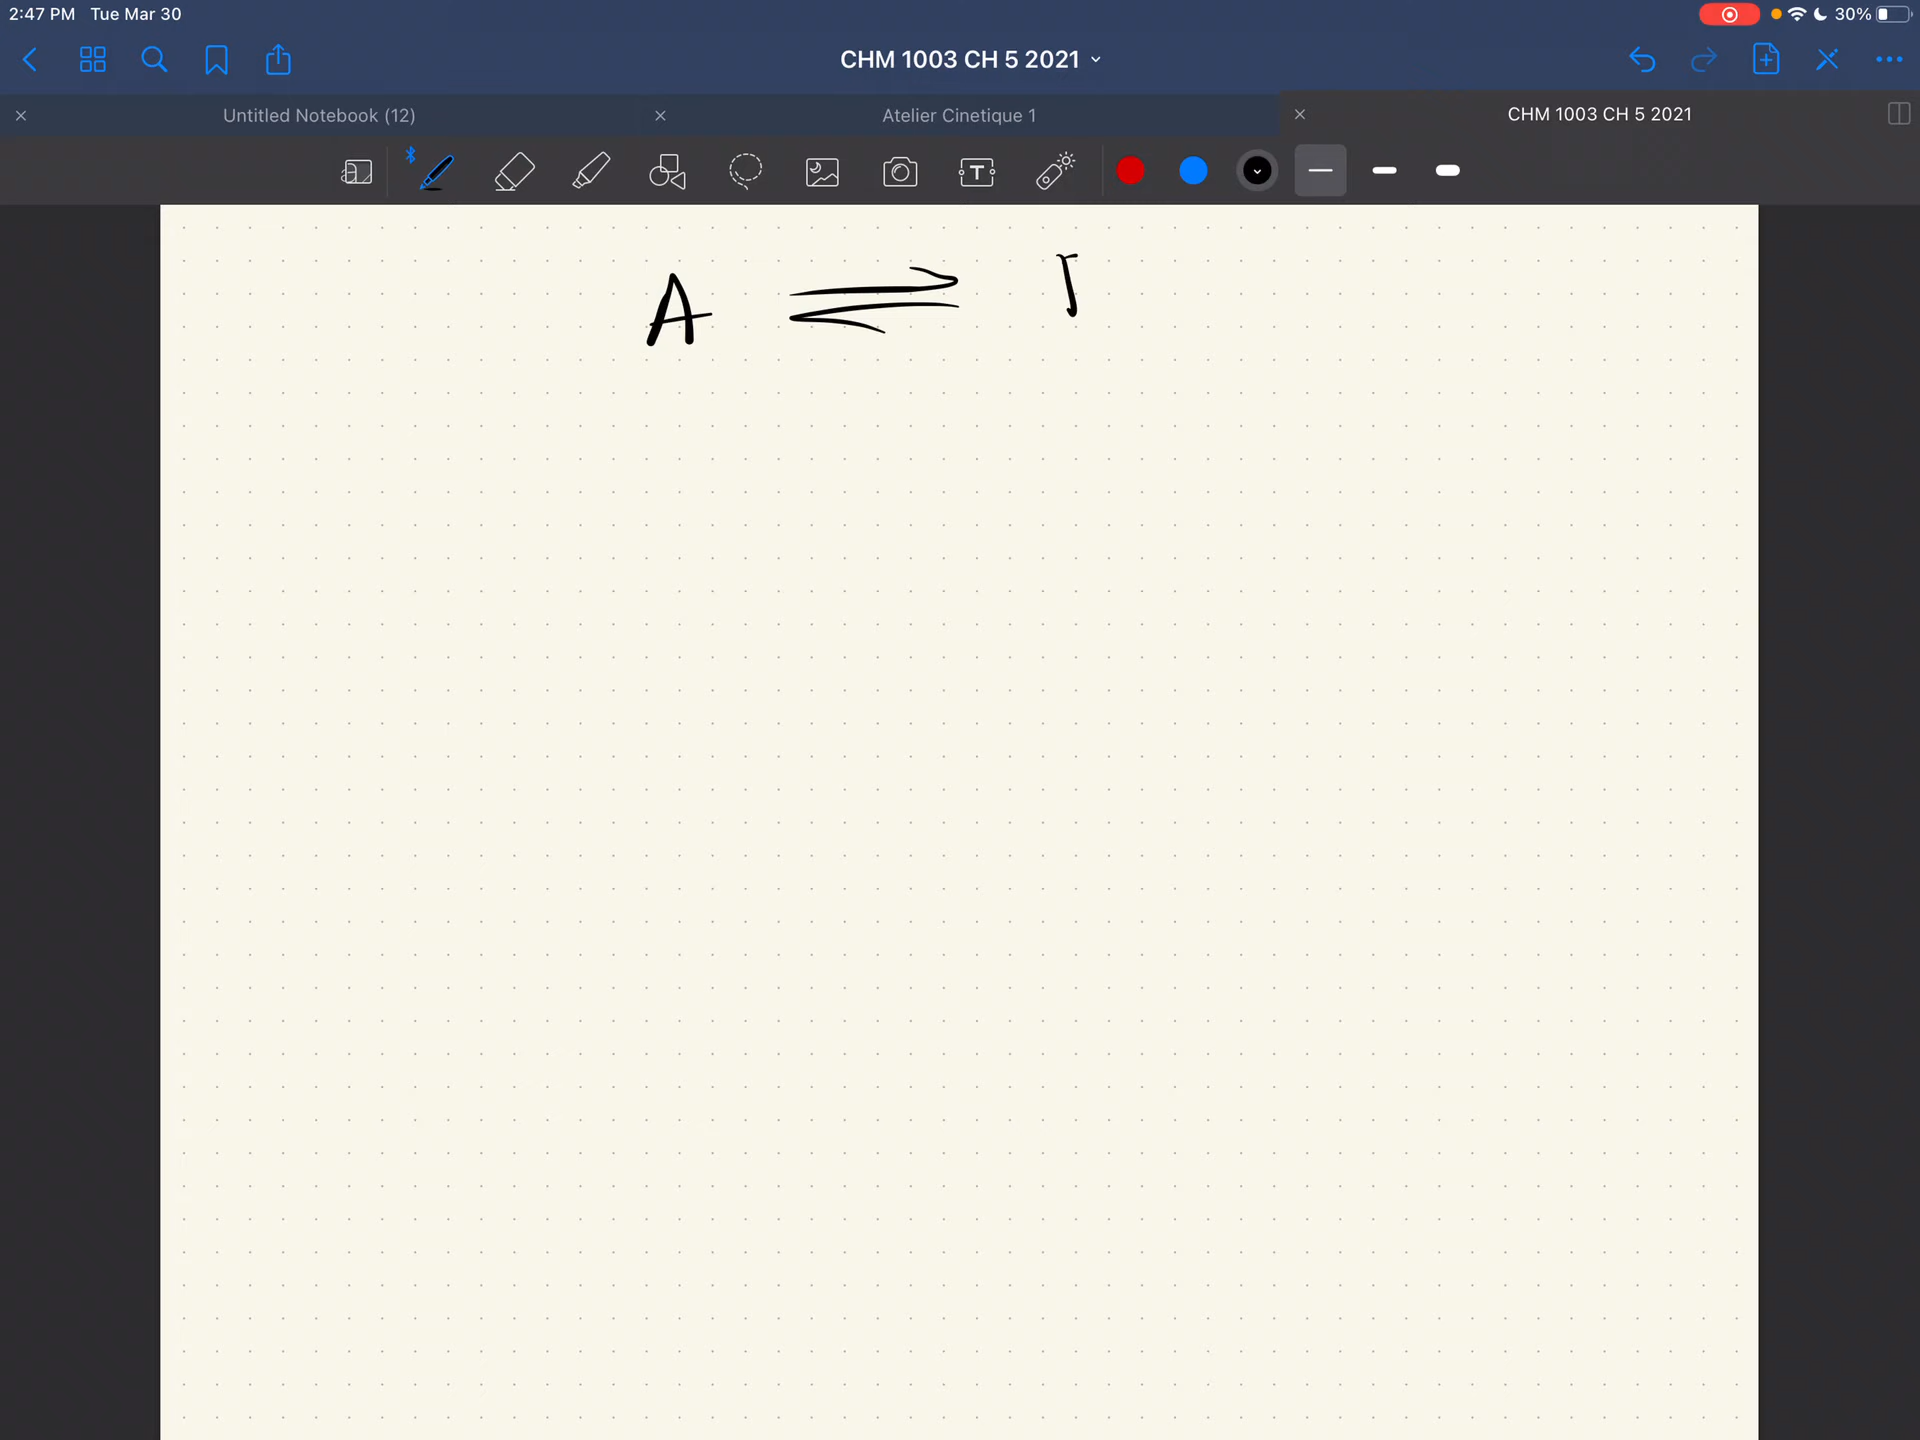 2:47 PM Tue Mar 30 30%
CHM 1003 CH 5 2021
Untitled Notebook (12) Atelier Cinetique 1 CHM 1003 CH 5 2021
T
A ⇌